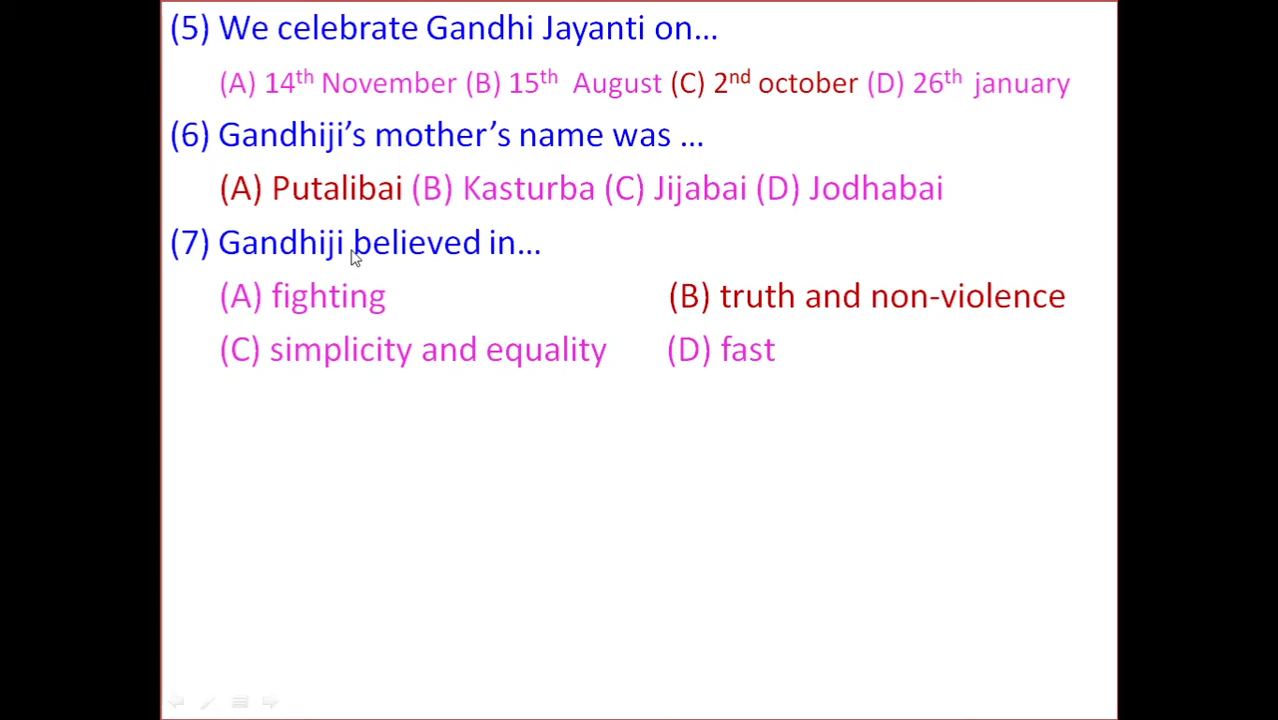 (5) We celebrate Gandhi Jayanti on...
(A) 14th November (B) 15th August (C) 2nd october (D) 26th january
(6) Gandhiji’s mother’s name was ...
(A) Putalibai (B) Kasturba (C) Jijabai (D) Jodhabai
(7) Gandhiji believed in...
(A) fighting (B) truth and non-violence
(C) simplicity and equality (D) fast